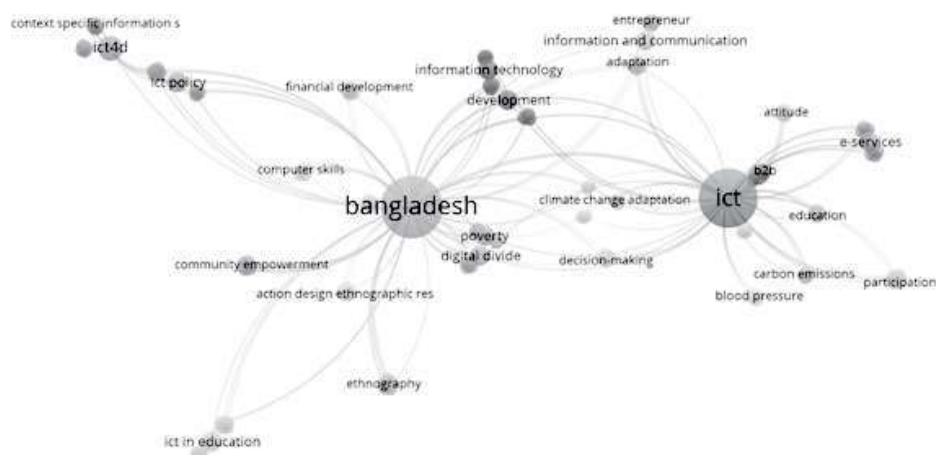 entrepreneur
context specific information s
information and communication
ict4d
adaptation
information technology
ict policy
financial development
development
attitude
e-services
computer skills
b2b
climate change adaptation
ict
bangladesh
education
poverty
digital divide
decision-making
community empowerment
carbon emissions
participation
action design ethnographic res
blood pressure
ethnography
ict in education